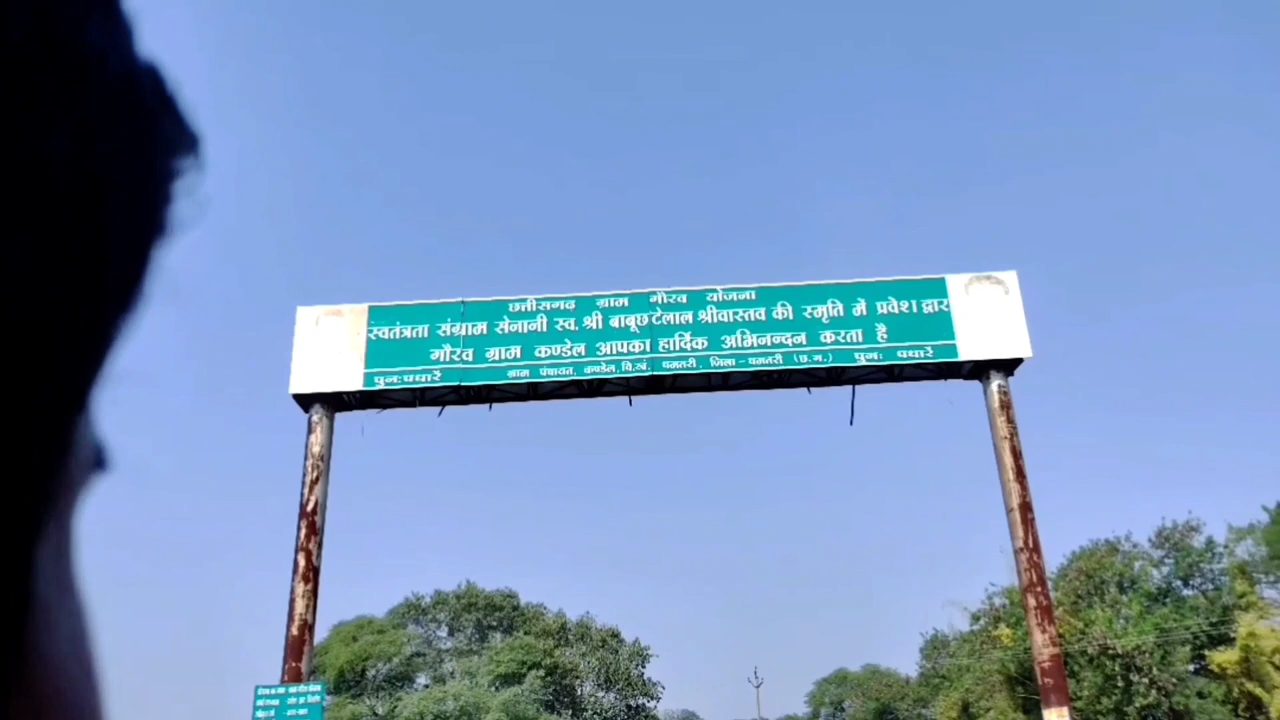 छत्तीसगढ़ ग्राम गौरव योजना
स्वतंत्रता संग्राम सेनानी स्व. श्री बाबूछटेलाल श्रीवास्तव की स्मृति में प्रवेश द्वार
गौरव ग्राम कण्डेल आपका हार्दिक अभिनन्दन करता है
पुनः पधारें ग्राम पंचायत, कण्डेल, वि.खं. धमतरी, जिला - धमतरी (छ.ग.) पुनः पधारें